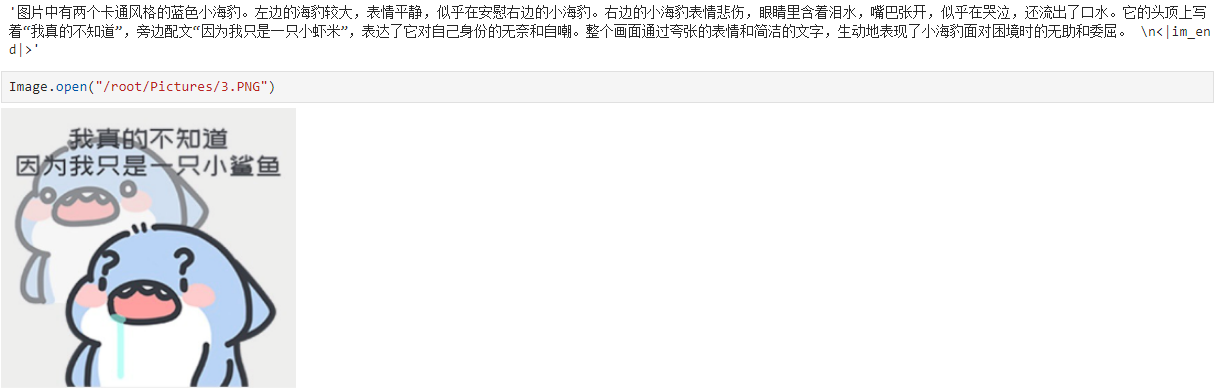 '图片中有两个卡通风格的蓝色小海豹。左边的海豹较大，表情平静，似乎在安慰右边的小海豹。右边的小海豹表情悲伤，眼睛里含着泪水，嘴巴张开，似乎在哭泣，还流出了口水。它的头顶上写
着“我真的不知道”，旁边配文“因为我只是一只小虾米”，表达了它对自己身份的无奈和自嘲。整个画面通过夸张的表情和简洁的文字，生动地表现了小海豹面对困境时的无助和委屈。 \n<|im_en
d|>'
Image.open("/root/Pictures/3.PNG")
我真的不知道
因为我只是一只小鲨鱼
? ?